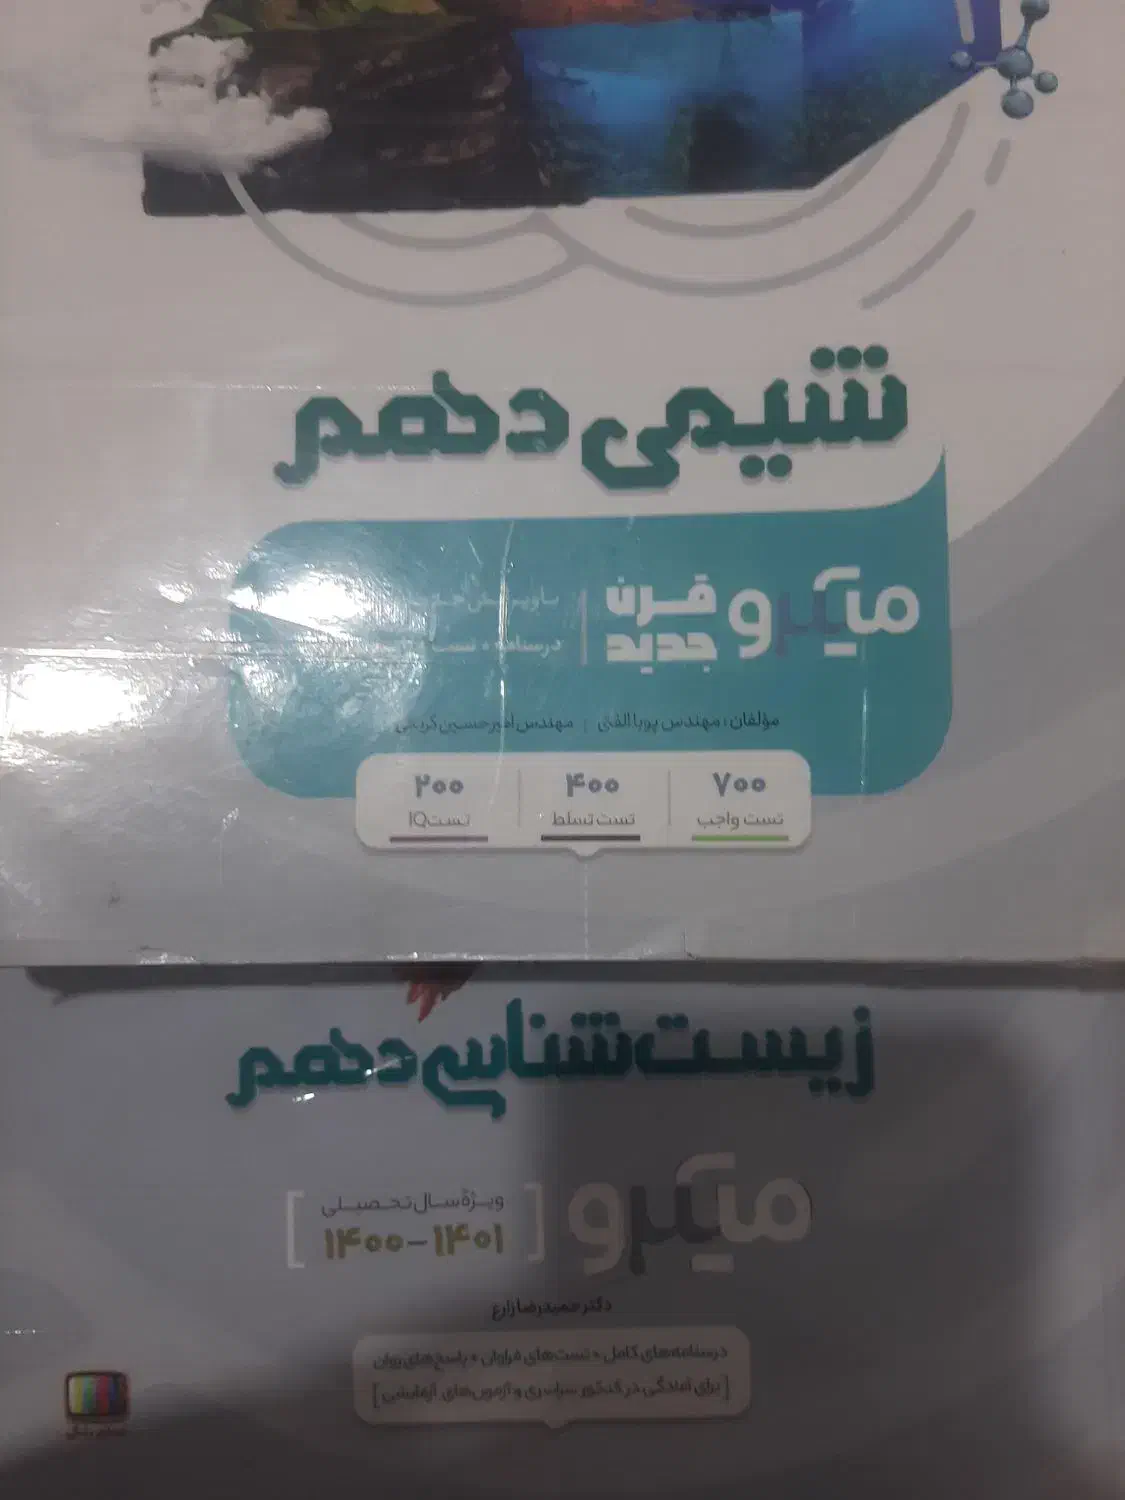 شیمی دهم
میکرو قرن جدید
درسنامه • تست
مؤلفان: مهندس پویا الفتی | مهندس امیرحسین کریمی
۷۰۰ ۴۰۰ ۲۰۰
تست واجب تست تسلط تست IQ
زیست‌شناسی دهم
میکرو
[ویژهٔ سال تحصیلی
۱۴۰۱-۱۴۰۰]
دکتر حمیدرضا زارع
درسنامه‌های کامل • تست‌های فراوان • پاسخ‌های روان
[برای آمادگی در کنکور سراسری و آزمون‌های آزمایشی]